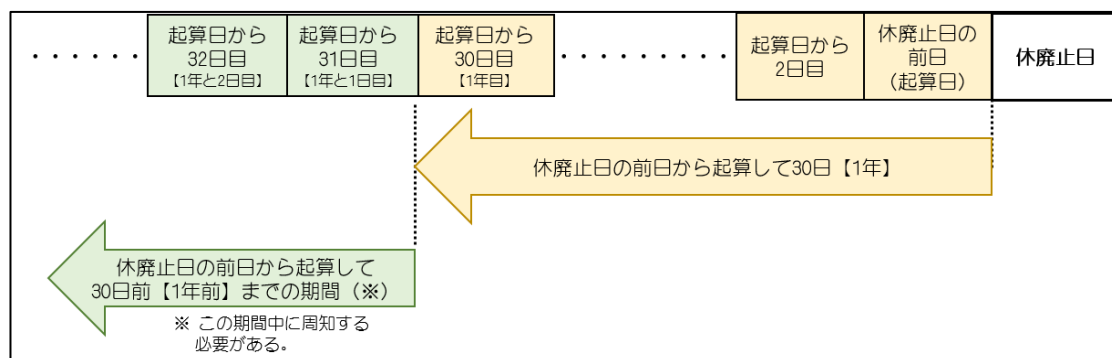 ・・・・・・
起算日から
32日目
【1年と2日目】
起算日から
31日目
【1年と1日目】
起算日から
30日目
【1年目】
・・・・・・・・・
起算日から
2日目
休廃止日の
前日
（起算日）
休廃止日
休廃止日の前日から起算して30日【1年】
休廃止日の前日から起算して
30日前【1年前】までの期間（※）
※ この期間中に周知する
必要がある。